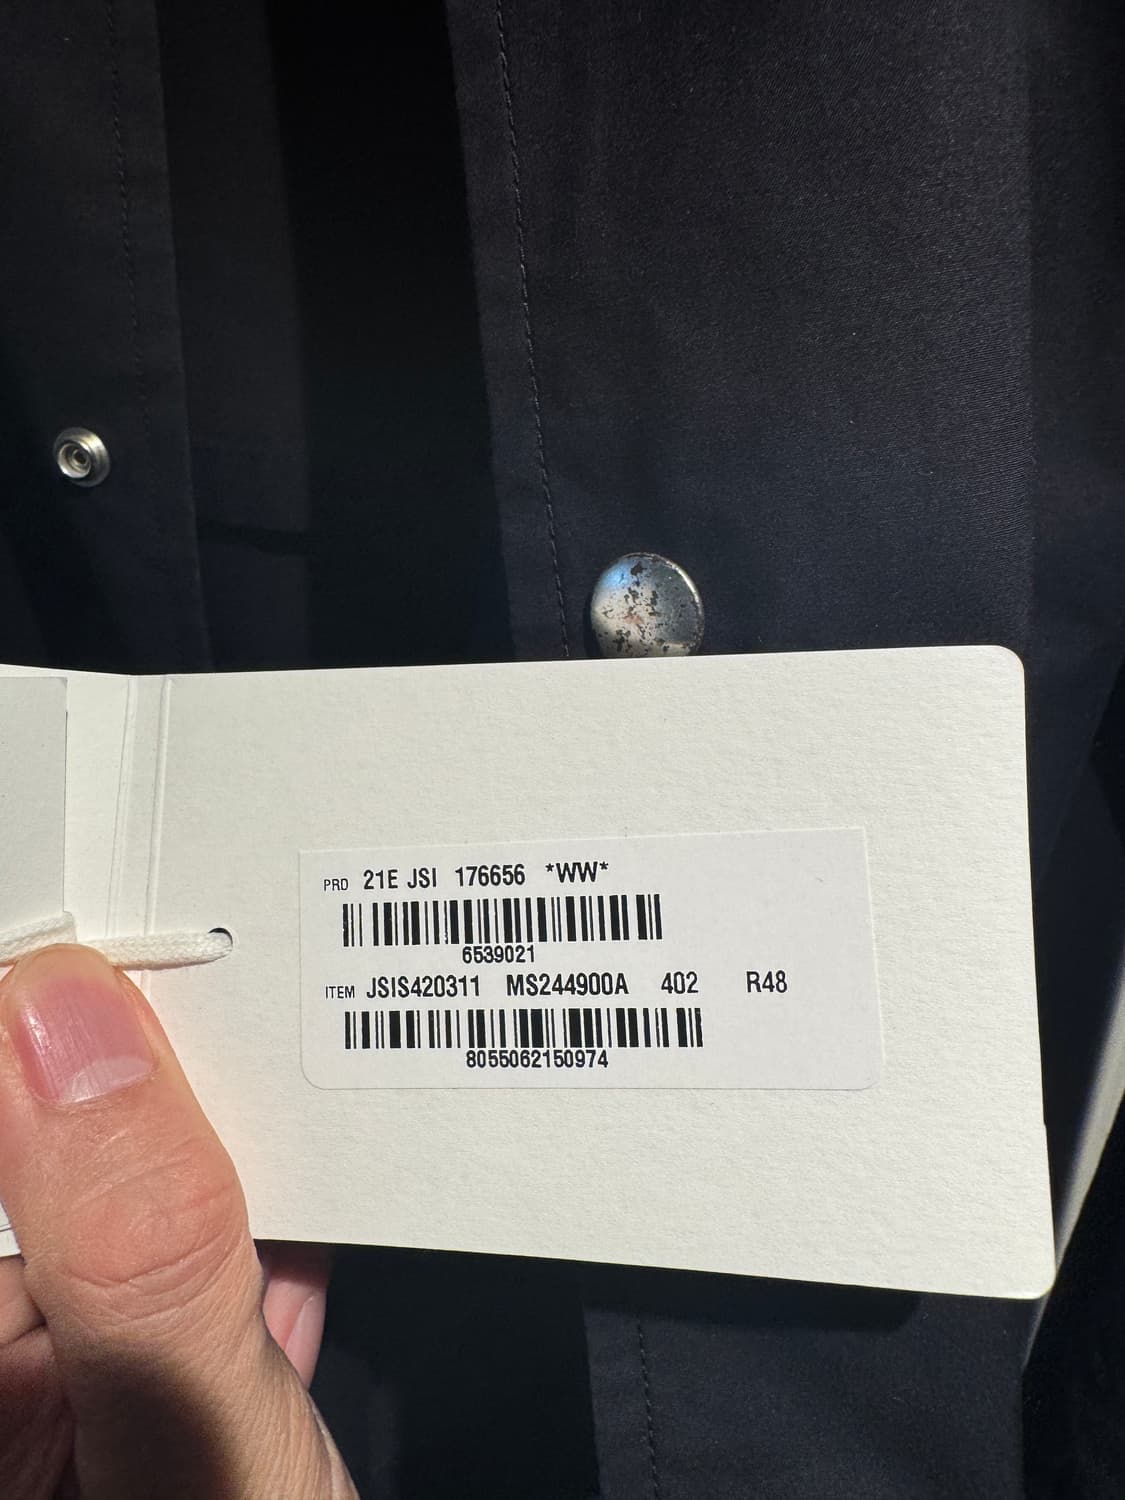 PRD 21E JSI 176656 *WW*
6539021
ITEM JSIS420311 MS244900A 402 R48
8055062150974